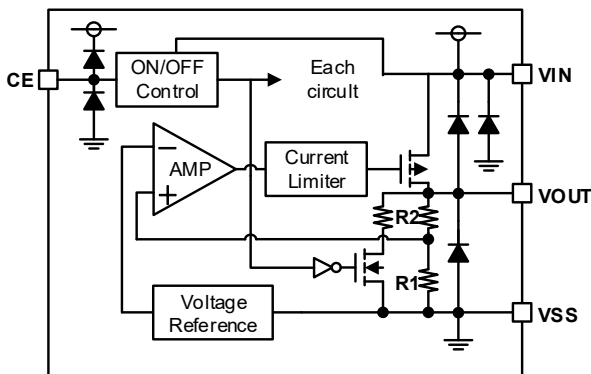 CE
ON/OFF
Control
Each
circuit
VIN
−
AMP
+
Current
Limiter
VOUT
R2
R1
Voltage
Reference
VSS